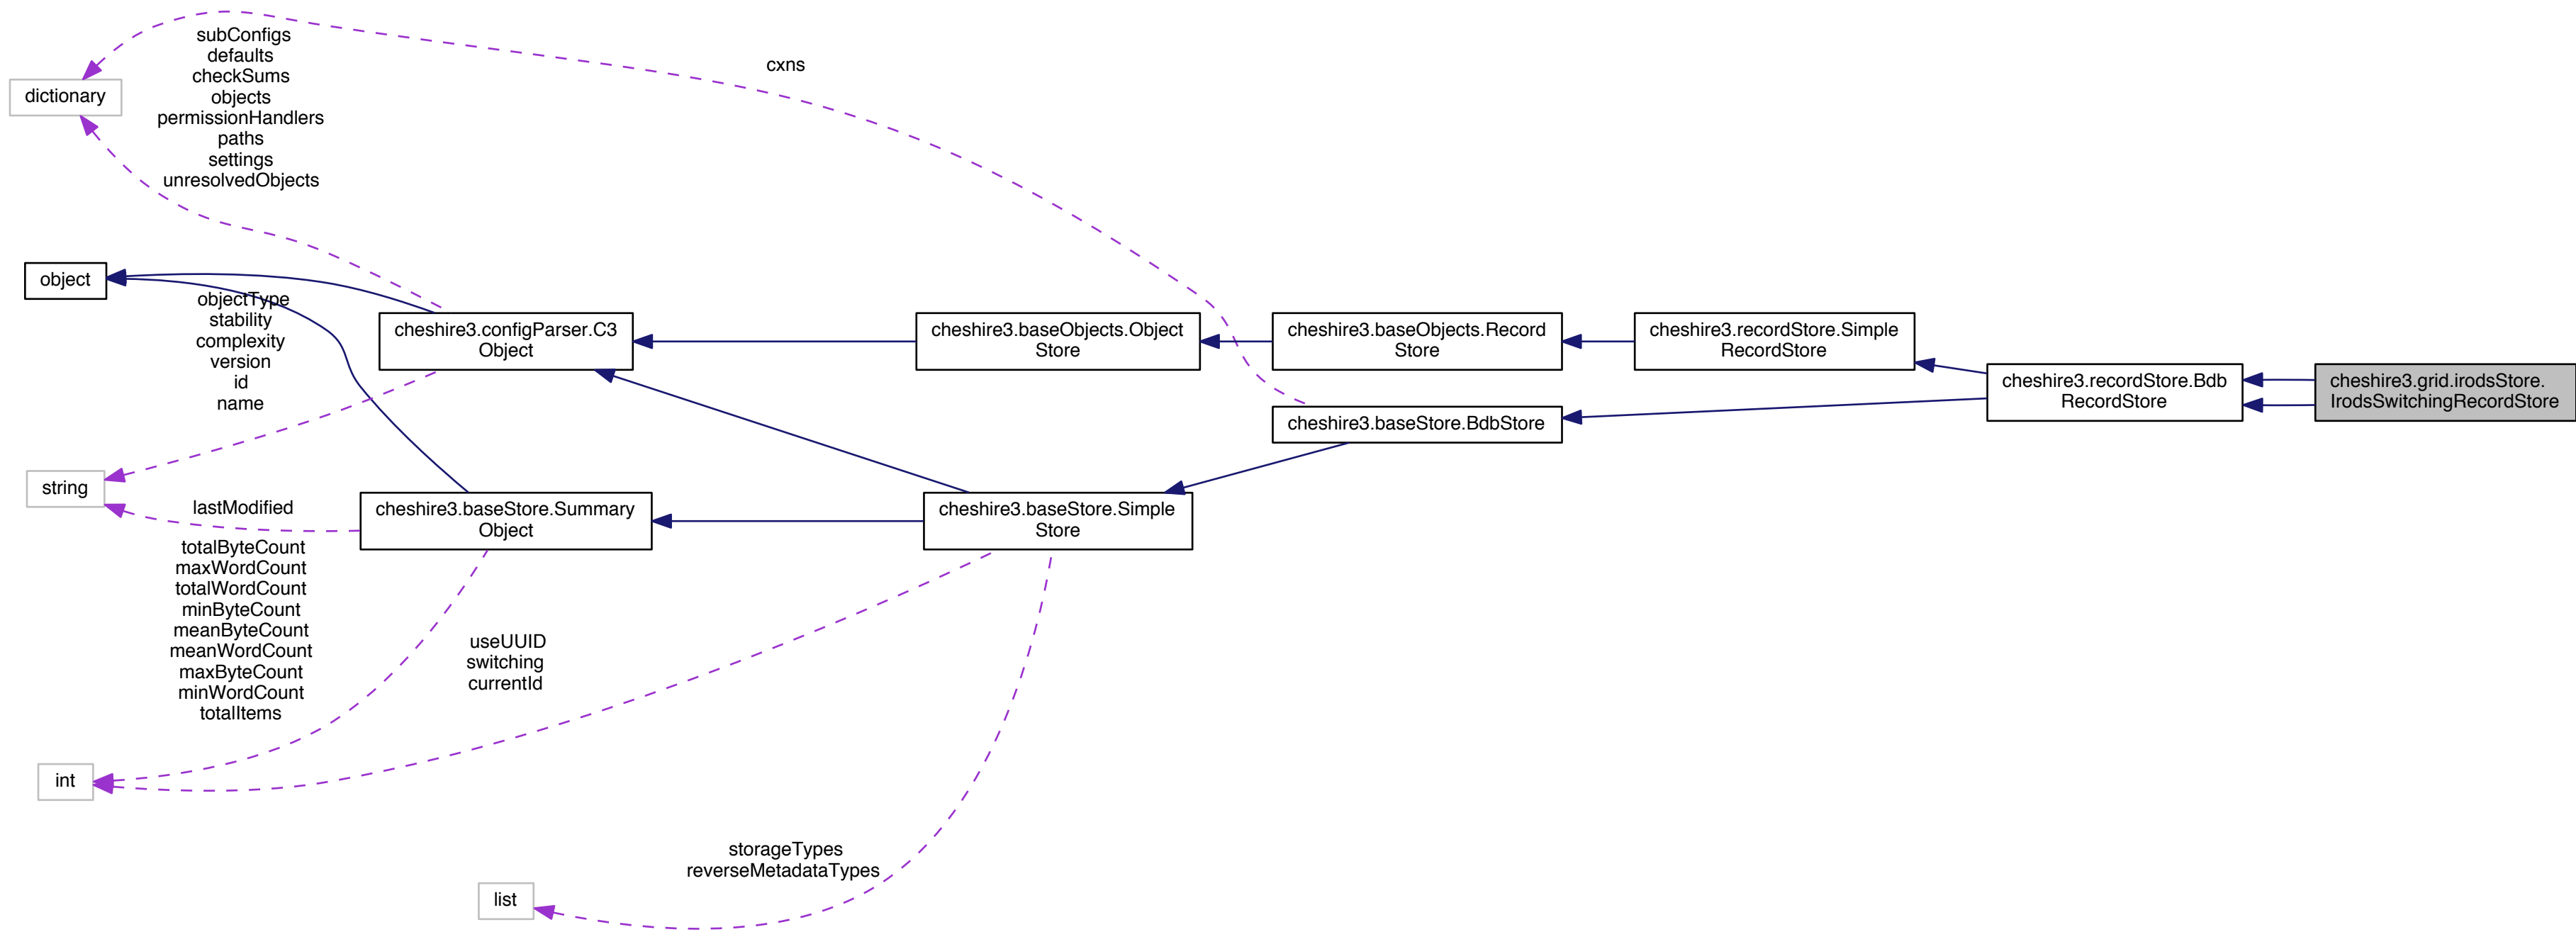 cxns
subConfigs
defaults
checkSums
objects
permissionHandlers
paths
settings
unresolvedObjects
dictionary
object
objectType
stability
complexity
version
id
name
cheshire3.configParser.C3
Object
cheshire3.baseObjects.Object
Store
cheshire3.baseObjects.Record
Store
cheshire3.recordStore.Simple
RecordStore
cheshire3.recordStore.Bdb
RecordStore
cheshire3.grid.irodsStore.
IrodsSwitchingRecordStore
cheshire3.baseStore.BdbStore
string
lastModified
cheshire3.baseStore.Summary
Object
cheshire3.baseStore.Simple
Store
totalByteCount
maxWordCount
totalWordCount
minByteCount
meanByteCount
meanWordCount
maxByteCount
minWordCount
totalItems
useUUID
switching
currentId
int
storageTypes
reverseMetadataTypes
list